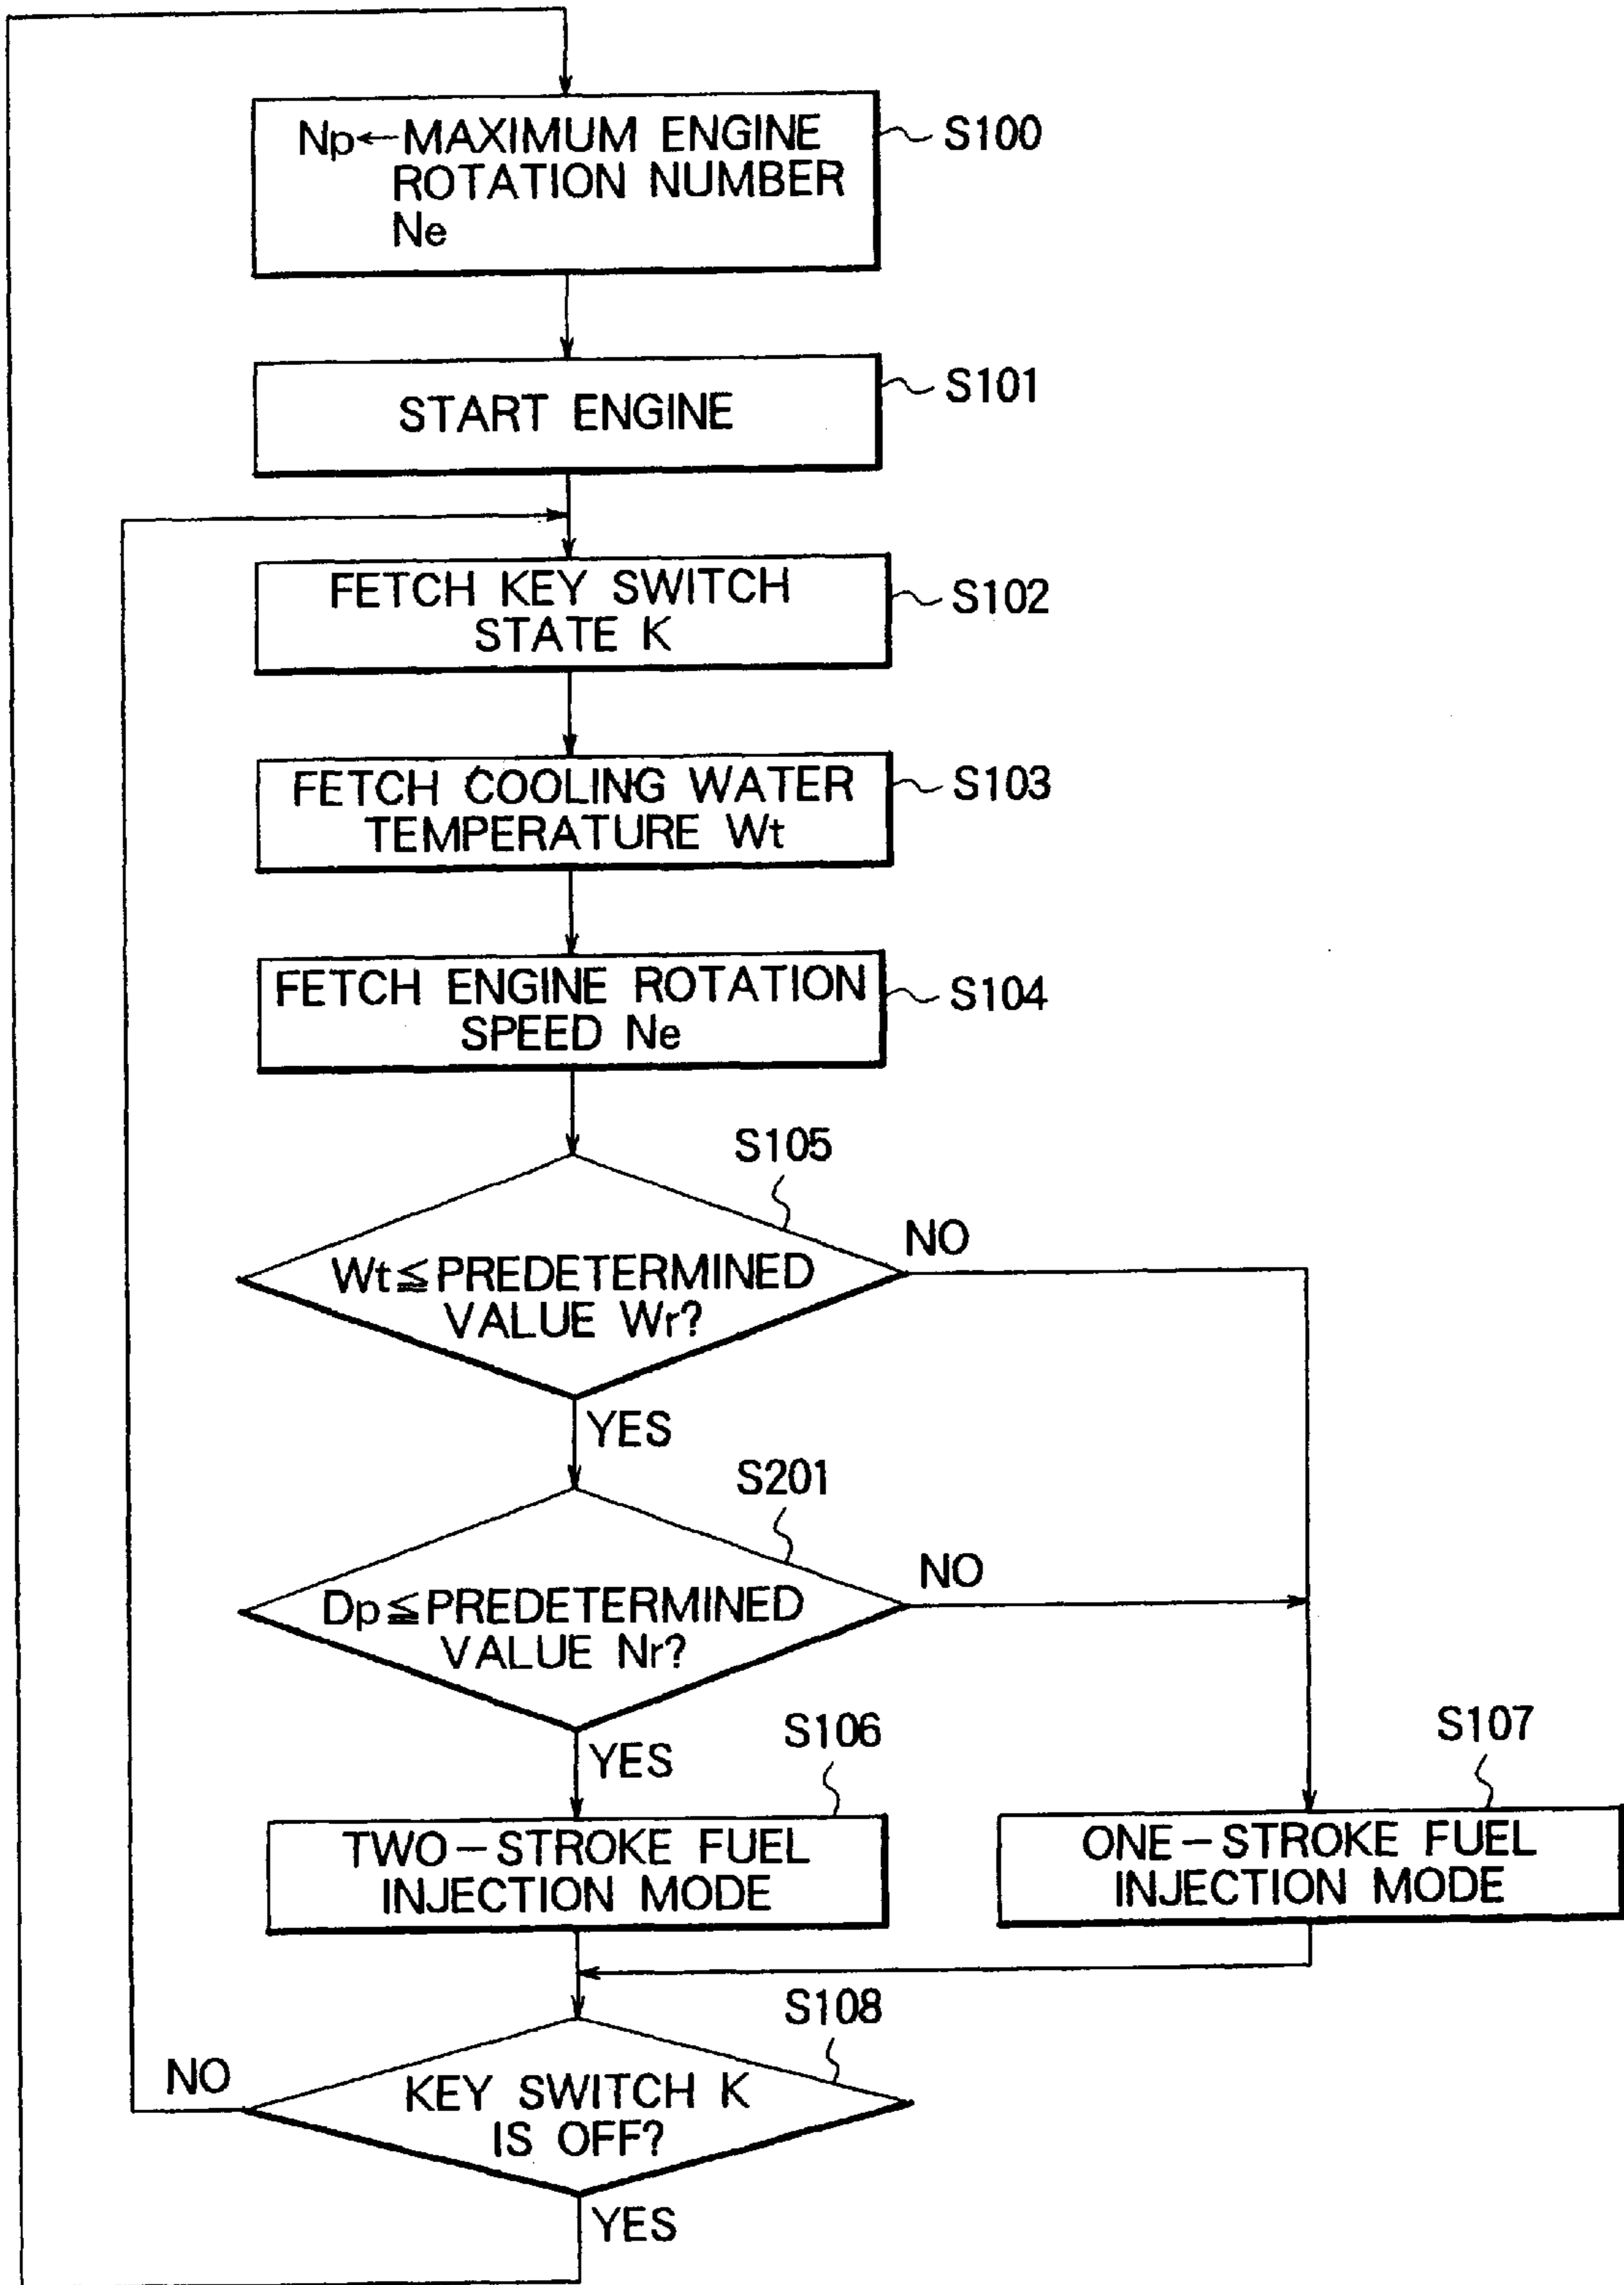 Np←MAXIMUM ENGINE
ROTATION NUMBER
Ne
S100
START ENGINE
S101
FETCH KEY SWITCH
STATE K
S102
FETCH COOLING WATER
TEMPERATURE Wt
S103
FETCH ENGINE ROTATION
SPEED Ne
S104
S105
Wt≦PREDETERMINED
VALUE Wr?
NO
YES
S201
Dp≦PREDETERMINED
VALUE Nr?
NO
YES
S106
TWO-STROKE FUEL
INJECTION MODE
S107
ONE-STROKE FUEL
INJECTION MODE
S108
KEY SWITCH K
IS OFF?
NO
YES